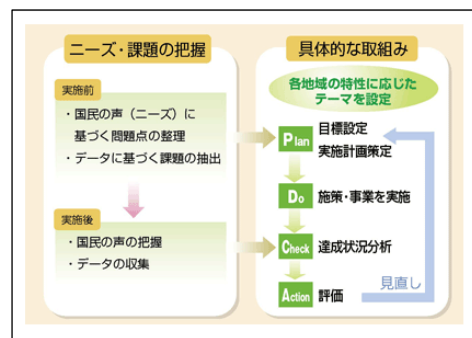 ニーズ・課題の把握
実施前
・国民の声（ニーズ）に
基づく問題点の整理
・データに基づく課題の抽出
実施後
・国民の声の把握
・データの収集
具体的な取組み
各地域の特性に応じた
テーマを設定
Plan 目標設定
実施計画策定
Do 施策・事業を実施
Check 達成状況分析
見直し
Action 評価